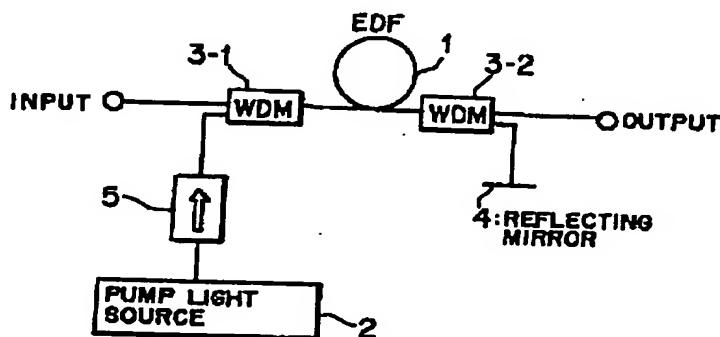 EDF
3-1
1
3-2
INPUT
WDM
WDM
OUTPUT
5
4:REFLECTING
MIRROR
PUMP LIGHT
SOURCE
2